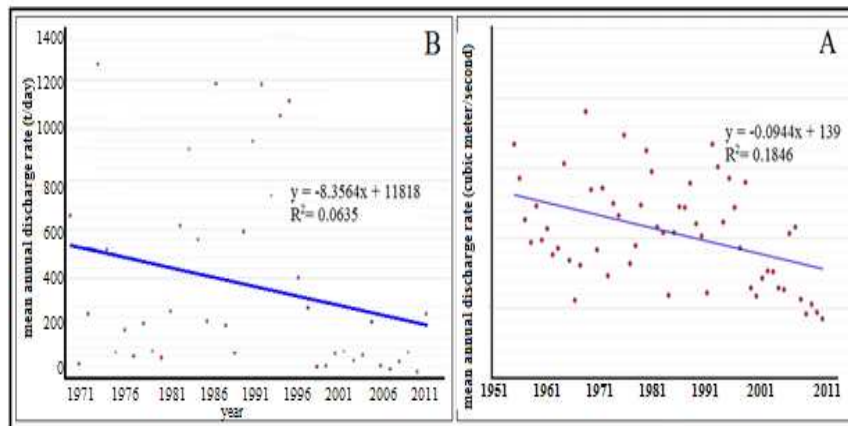 B
mean annual discharge rate (t/day)
1400
1200
1000
800
600
400
200
0
y = -8.3564x + 11818
R²= 0.0635
1971 1976 1981 1986 1991 1996 2001 2006 2011
year
A
mean annual discharge rate (cubic meter/second)
y = -0.0944x + 139
R²= 0.1846
1951 1961 1971 1981 1991 2001 2011